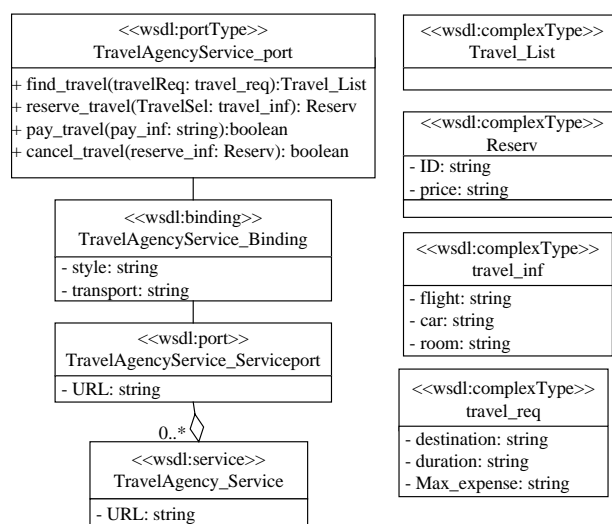 <<wsdl:portType>>
TravelAgencyService_port
+ find_travel(travelReq: travel_req):Travel_List
+ reserve_travel(TravelSel: travel_inf): Reserv
+ pay_travel(pay_inf: string):boolean
+ cancel_travel(reserve_inf: Reserv): boolean
<<wsdl:binding>>
TravelAgencyService_Binding
- style: string
- transport: string
<<wsdl:port>>
TravelAgencyService_Serviceport
- URL: string
0..*
<<wsdl:service>>
TravelAgency_Service
- URL: string
<<wsdl:complexType>>
Travel_List
<<wsdl:complexType>>
Reserv
- ID: string
- price: string
<<wsdl:complexType>>
travel_inf
- flight: string
- car: string
- room: string
<<wsdl:complexType>>
travel_req
- destination: string
- duration: string
- Max_expense: string